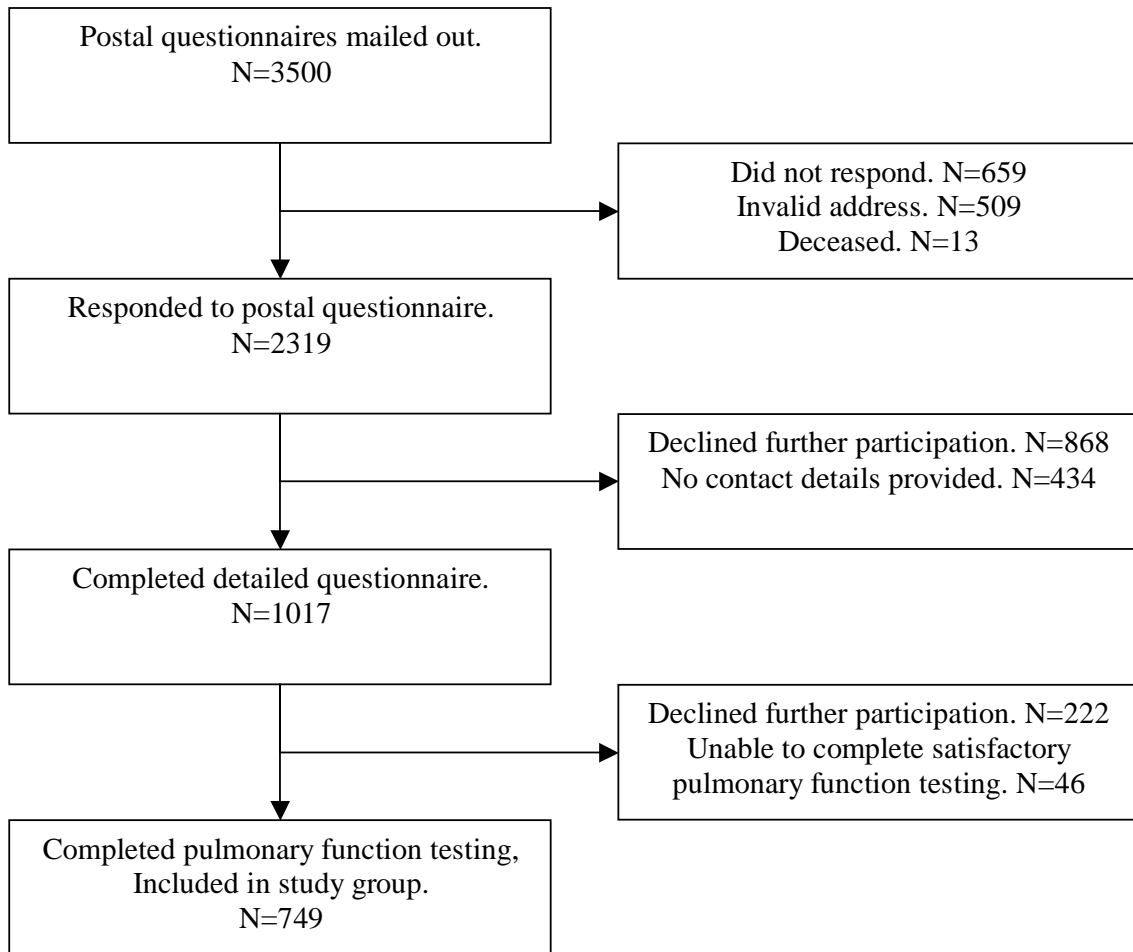 Postal questionnaires mailed out.
N=3500
Did not respond. N=659
Invalid address. N=509
Deceased. N=13
Responded to postal questionnaire.
N=2319
Declined further participation. N=868
No contact details provided. N=434
Completed detailed questionnaire.
N=1017
Declined further participation. N=222
Unable to complete satisfactory
pulmonary function testing. N=46
Completed pulmonary function testing,
Included in study group.
N=749